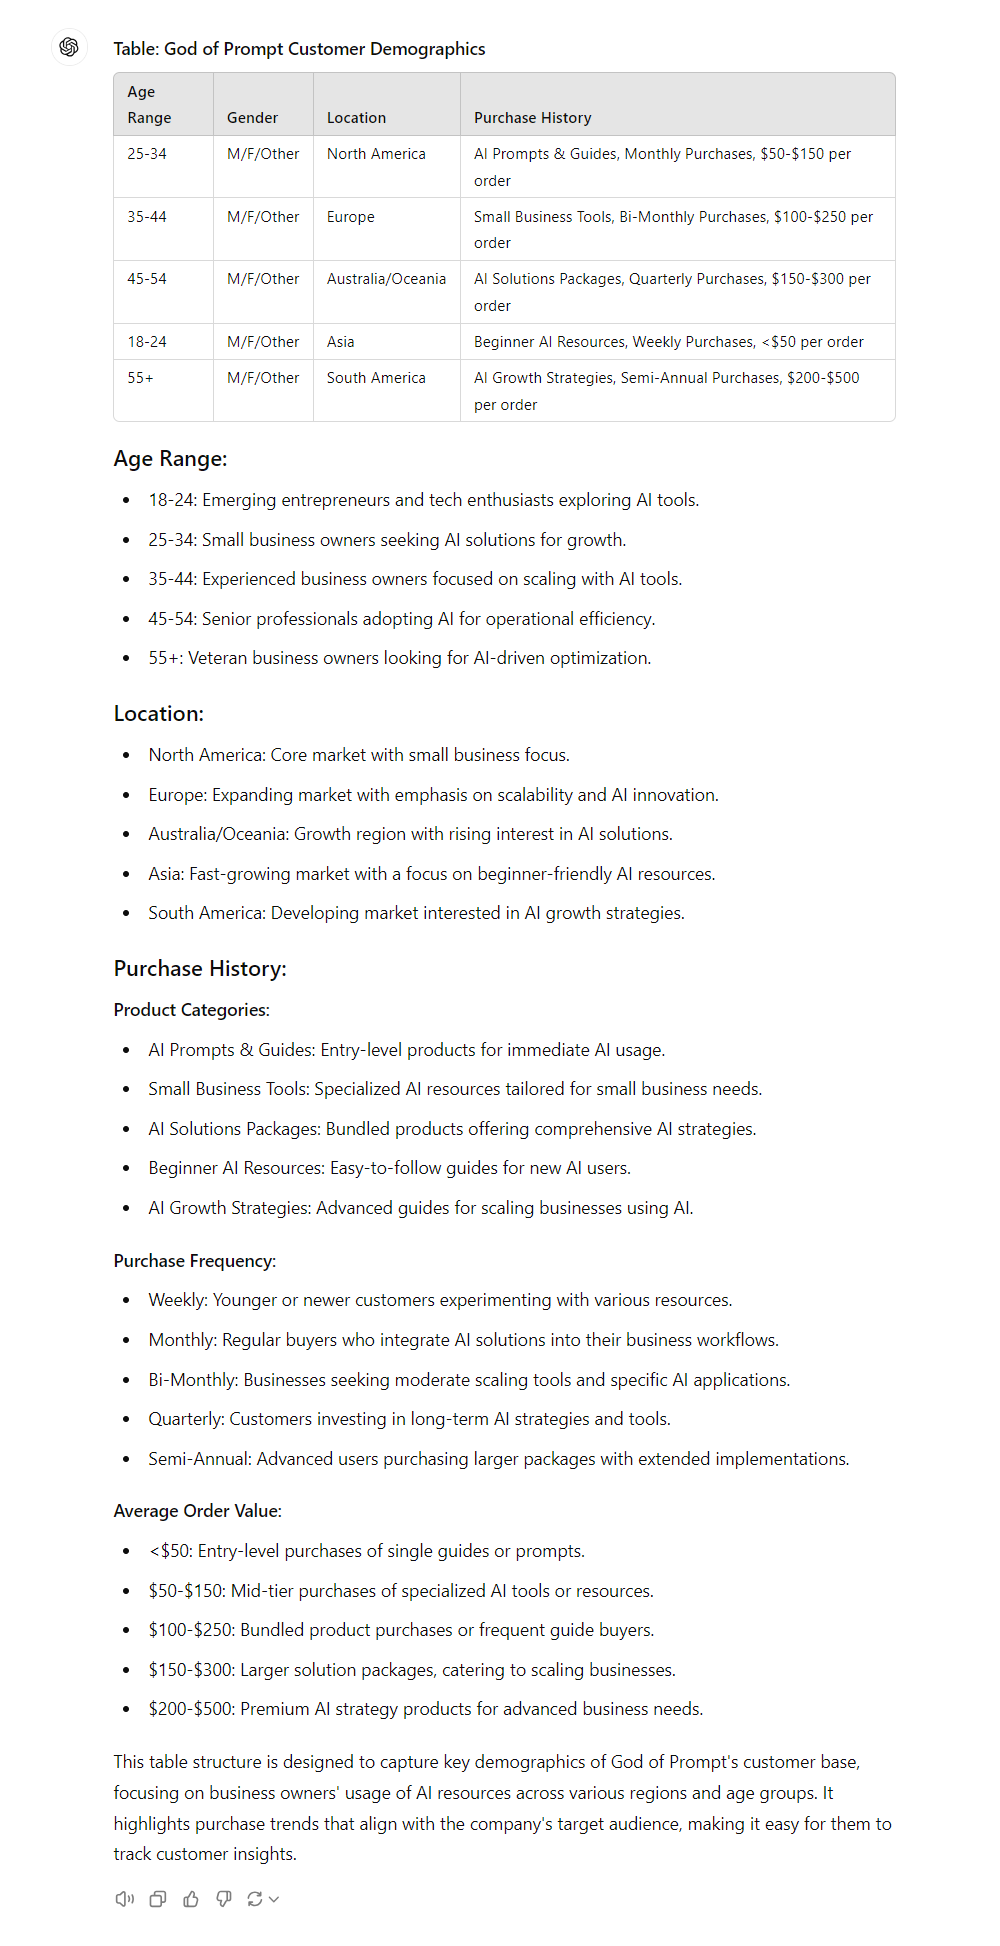 Table: God of Prompt Customer Demographics
Age Range Gender Location Purchase History
25-34 M/F/Other North America AI Prompts & Guides, Monthly Purchases, $50-$150 per
order
35-44 M/F/Other Europe Small Business Tools, Bi-Monthly Purchases, $100-$250 per
order
45-54 M/F/Other Australia/Oceania AI Solutions Packages, Quarterly Purchases, $150-$300 per
order
18-24 M/F/Other Asia Beginner AI Resources, Weekly Purchases, <$50 per order
55+ M/F/Other South America AI Growth Strategies, Semi-Annual Purchases, $200-$500
per order
Age Range:
• 18-24: Emerging entrepreneurs and tech enthusiasts exploring AI tools.
• 25-34: Small business owners seeking AI solutions for growth.
• 35-44: Experienced business owners focused on scaling with AI tools.
• 45-54: Senior professionals adopting AI for operational efficiency.
• 55+: Veteran business owners looking for AI-driven optimization.
Location:
• North America: Core market with small business focus.
• Europe: Expanding market with emphasis on scalability and AI innovation.
• Australia/Oceania: Growth region with rising interest in AI solutions.
• Asia: Fast-growing market with a focus on beginner-friendly AI resources.
• South America: Developing market interested in AI growth strategies.
Purchase History:
Product Categories:
• AI Prompts & Guides: Entry-level products for immediate AI usage.
• Small Business Tools: Specialized AI resources tailored for small business needs.
• AI Solutions Packages: Bundled products offering comprehensive AI strategies.
• Beginner AI Resources: Easy-to-follow guides for new AI users.
• AI Growth Strategies: Advanced guides for scaling businesses using AI.
Purchase Frequency:
• Weekly: Younger or newer customers experimenting with various resources.
• Monthly: Regular buyers who integrate AI solutions into their business workflows.
• Bi-Monthly: Businesses seeking moderate scaling tools and specific AI applications.
• Quarterly: Customers investing in long-term AI strategies and tools.
• Semi-Annual: Advanced users purchasing larger packages with extended implementations.
Average Order Value:
• <$50: Entry-level purchases of single guides or prompts.
• $50-$150: Mid-tier purchases of specialized AI tools or resources.
• $100-$250: Bundled product purchases or frequent guide buyers.
• $150-$300: Larger solution packages, catering to scaling businesses.
• $200-$500: Premium AI strategy products for advanced business needs.
This table structure is designed to capture key demographics of God of Prompt's customer base,
focusing on business owners' usage of AI resources across various regions and age groups. It
highlights purchase trends that align with the company's target audience, making it easy for them to
track customer insights.